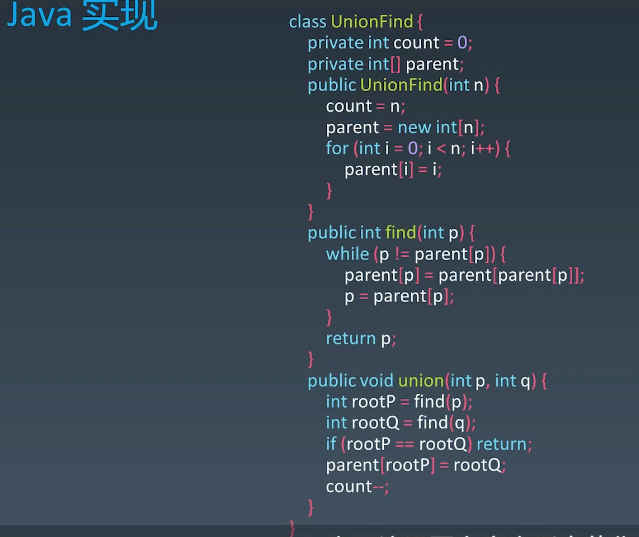 Java 实现
class UnionFind {
private int count = 0;
private int[] parent;
public UnionFind(int n) {
count = n;
parent = new int[n];
for (int i = 0; i < n; i++) {
parent[i] = i;
}
}
public int find(int p) {
while (p != parent[p]) {
parent[p] = parent[parent[p]];
p = parent[p];
}
return p;
}
public void union(int p, int q) {
int rootP = find(p);
int rootQ = find(q);
if (rootP == rootQ) return;
parent[rootP] = rootQ;
count--;
}
}